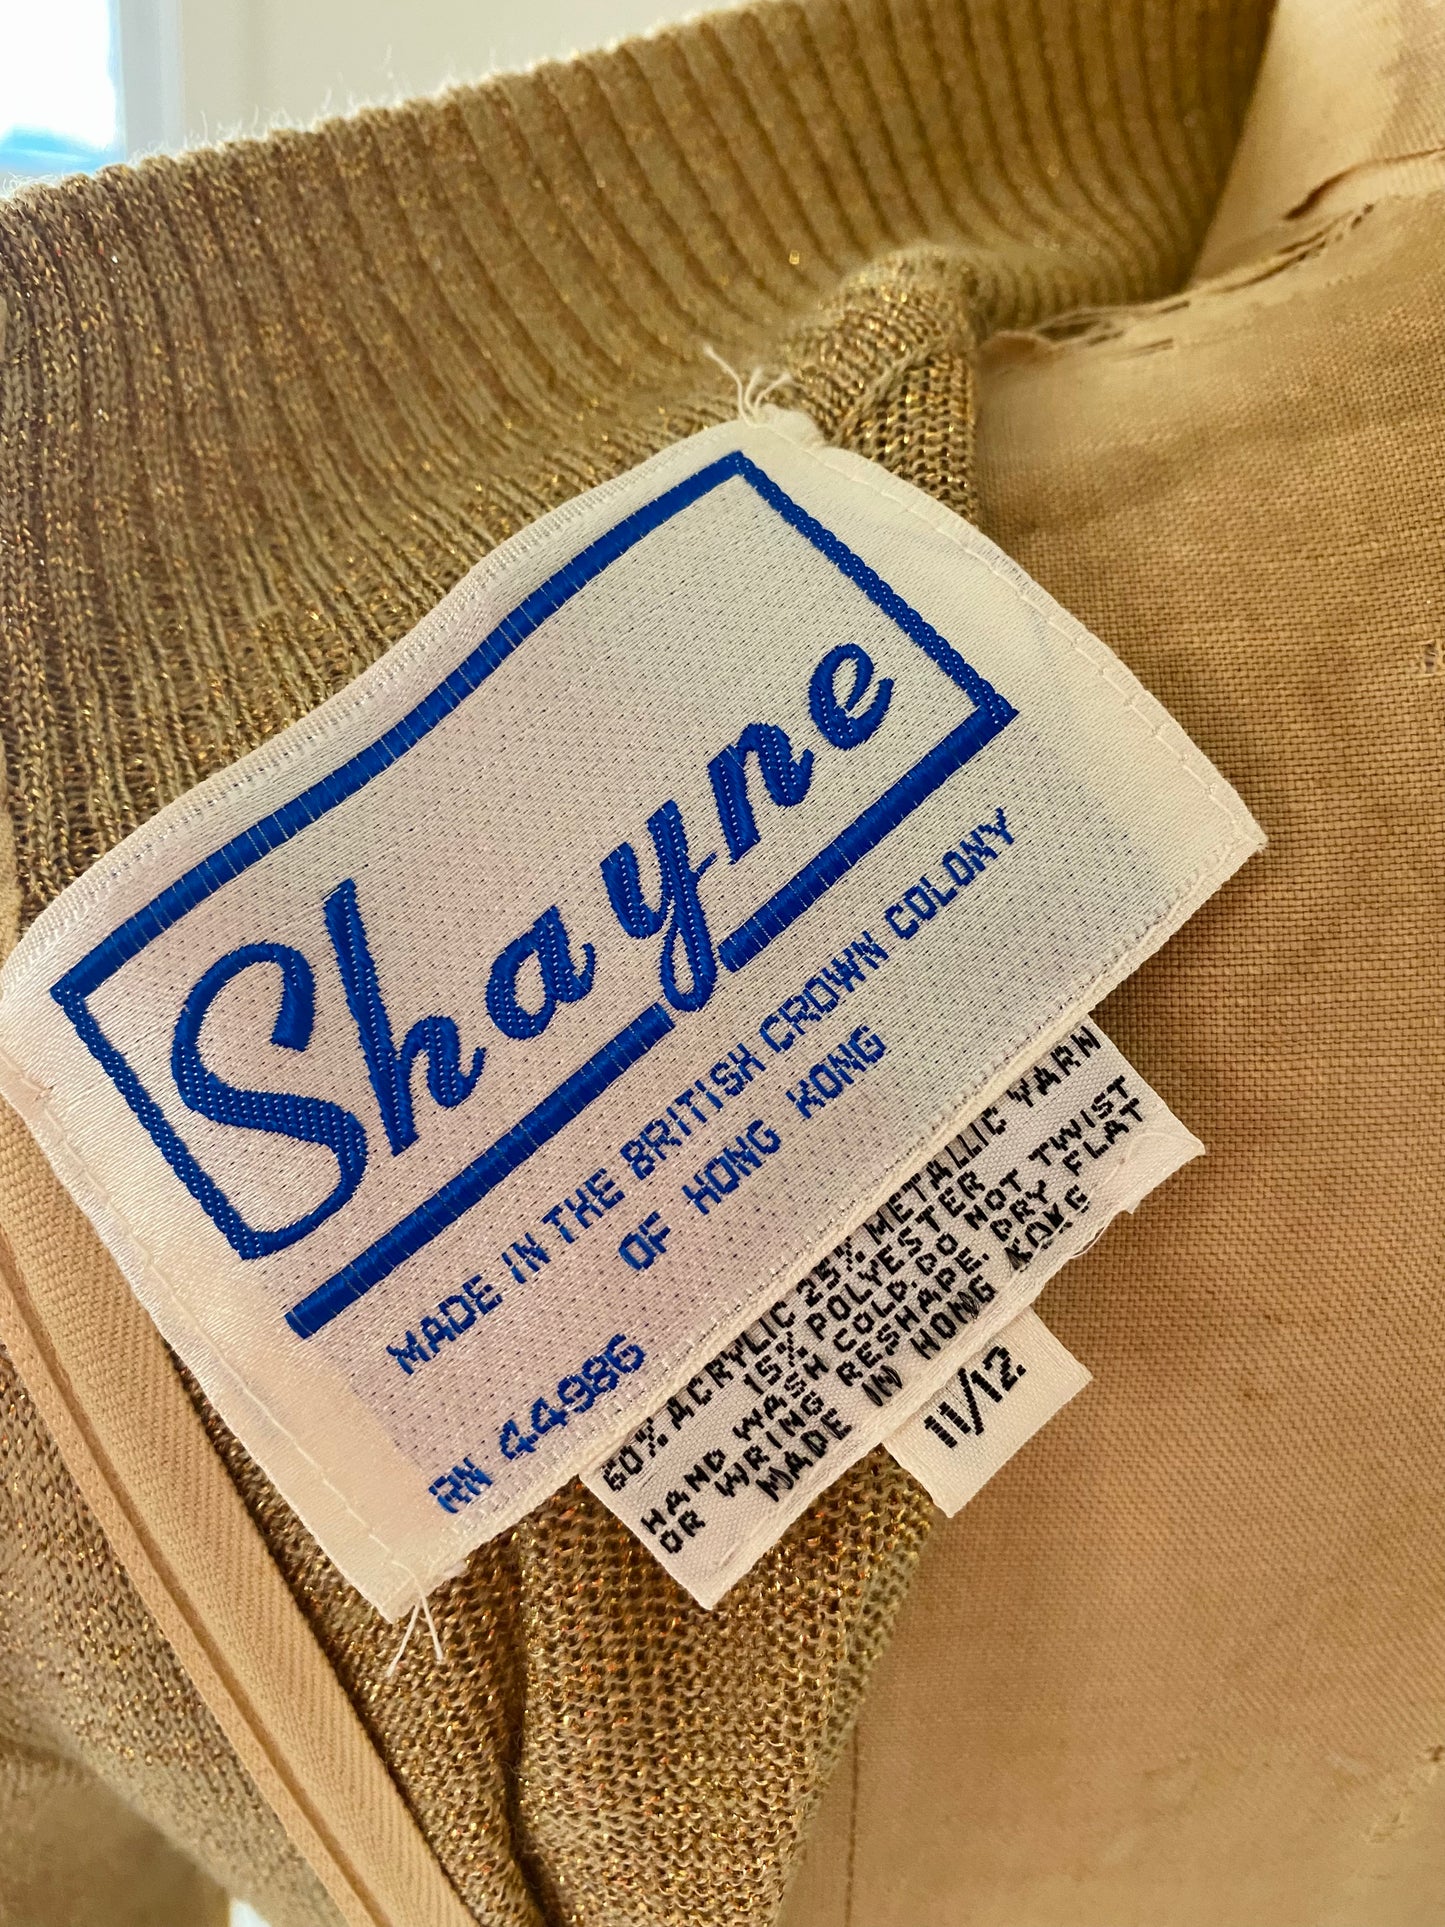 Shayne
MADE IN THE BRITISH CROWN COLONY
OF HONG KONG
RN 44986
60% ACRYLIC 25% METALLIC YARN
15% POLYESTER
HAND WASH COLD. DO NOT TWIST
OR WRING RESHAPE. DRY FLAT
MADE IN HONG KONG
11/12